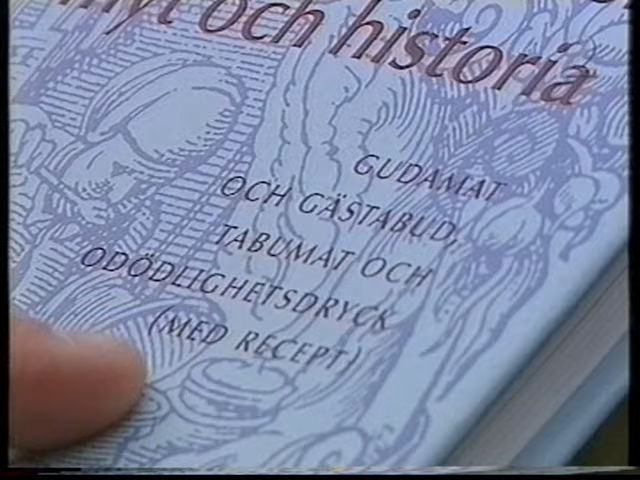 myt och historia
GUDAMAT
OCH GÄSTABUD,
TABUMAT OCH
ODÖDLIGHETSDRYCK
(MED RECEPT)